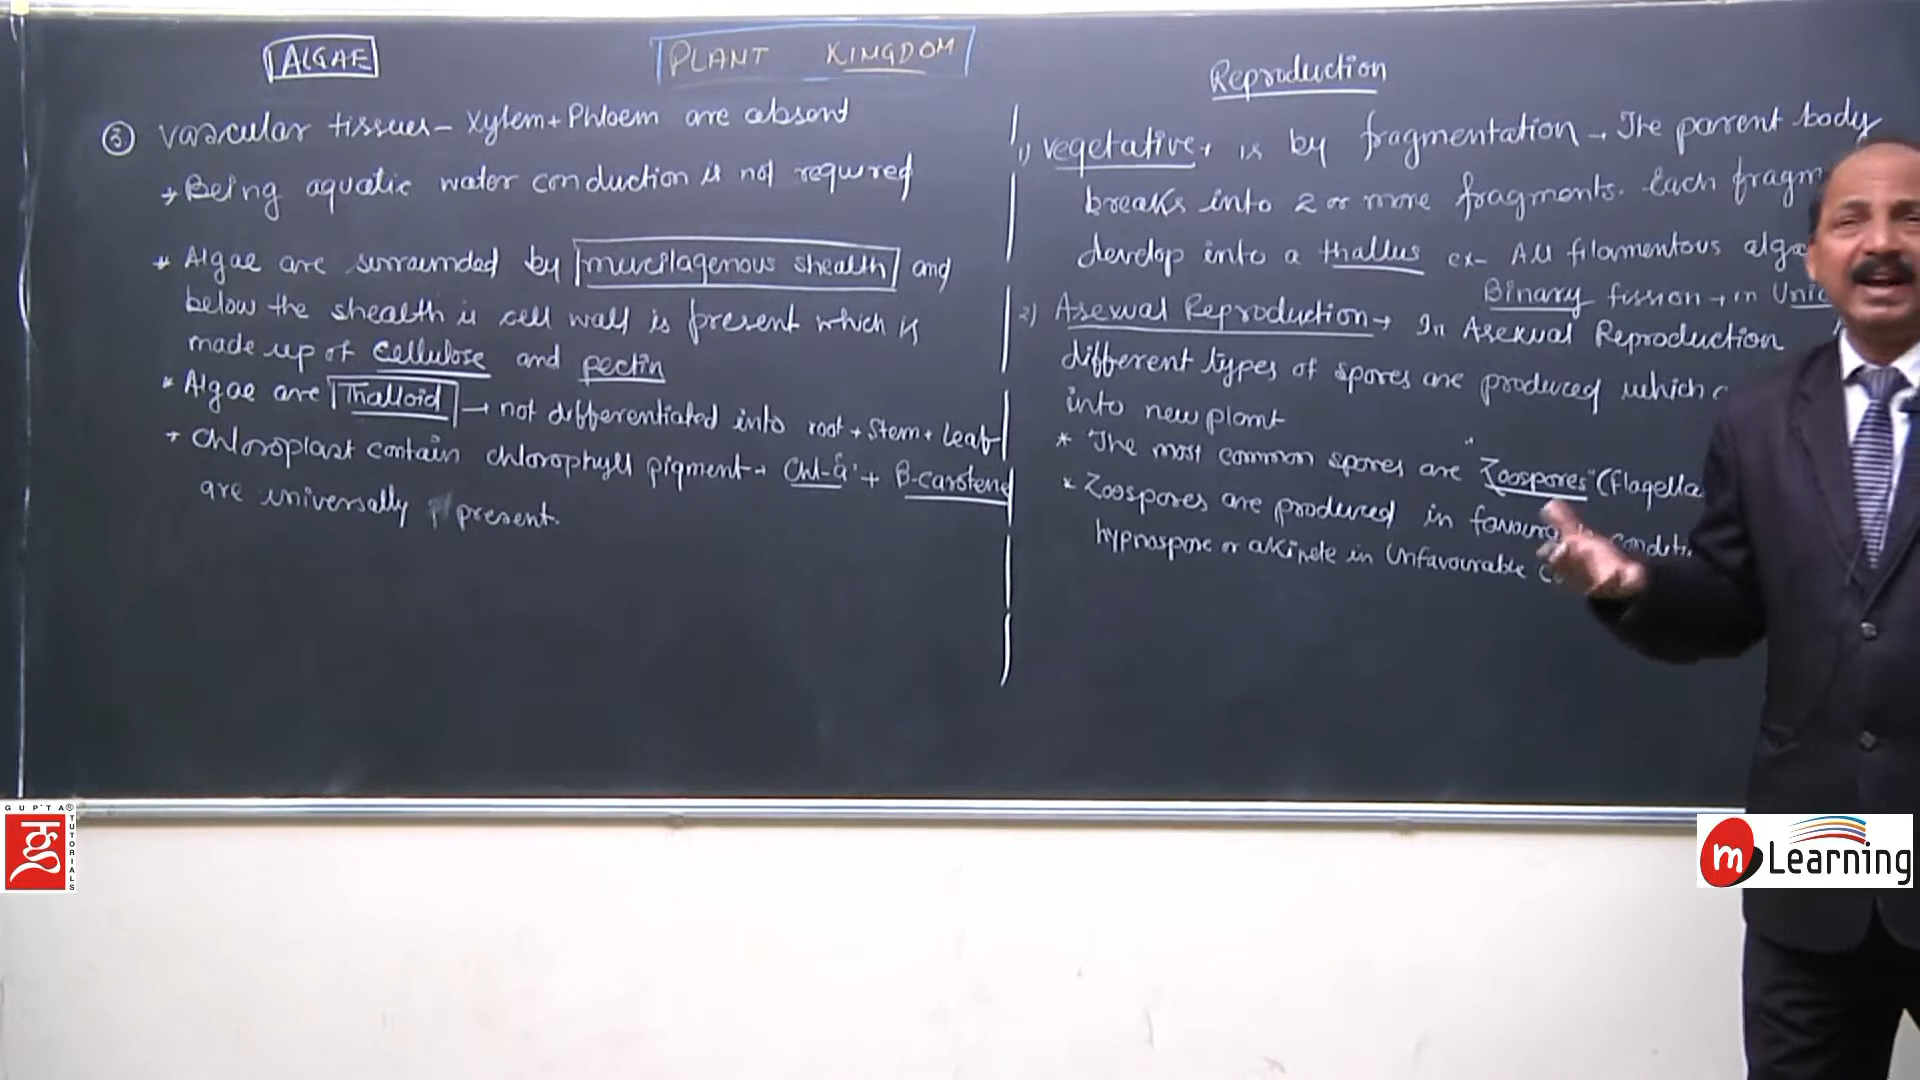 ALGAE
PLANT KINGDOM
③ vascular tissues - Xylem + Phloem are absent
→ Being aquatic water conduction is not required
* Algae are surrounded by mucilagenous shealth and
below the shealth is cell wall is present which is
made up of cellulose and pectin
* Algae are Thalloid → not differentiated into root + Stem + Leaf
+ Chloroplast contain chlorophyll pigment → Chl-'a' + B-carotene
are universally present.
Reproduction
1) vegetative → is by fragmentation - The parent body
breaks into 2 or more fragments. Each
develop into a thallus ex- All filamentous
Binary fission → in
2) Asexual Reproduction → In Asexual Reproduction
different types of spores are produced which
into new plant
* The most common spores are "Zoospores" (Flagella
* Zoospores are produced in
hypnospore or akinete in Unfavourable
GUPTA®
TUTORIALS
m Learning